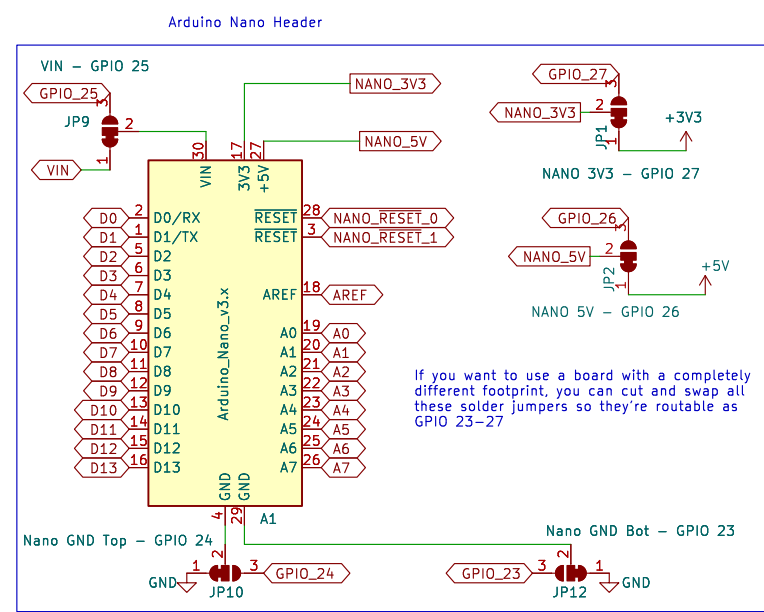 Arduino Nano Header
VIN - GPIO 25
GPIO_25
3
JP9
2
1
VIN
NANO_3V3
NANO_5V
30
17
27
VIN
3V3
+5V
D0 2 D0/RX
D1 1 D1/TX
D2 5 D2
D3 6 D3
D4 7 D4
D5 8 D5
D6 9 D6
D7 10 D7
D8 11 D8
D9 12 D9
D10 13 D10
D11 14 D11
D12 15 D12
D13 16 D13
Arduino_Nano_v3.x
RESET 28 NANO_RESET_0
RESET 3 NANO_RESET_1
AREF 18 AREF
A0 19 A0
A1 20 A1
A2 21 A2
A3 22 A3
A4 23 A4
A5 24 A5
A6 25 A6
A7 26 A7
GND
GND
4
29
A1
GPIO_27
3
NANO_3V3
2
JP1
1
+3V3
NANO 3V3 - GPIO 27
GPIO_26
3
NANO_5V
2
JP2
1
+5V
NANO 5V - GPIO 26
If you want to use a board with a completely
different footprint, you can cut and swap all
these solder jumpers so they're routable as
GPIO 23-27
Nano GND Top - GPIO 24
2
GND
1
3
GPIO_24
JP10
Nano GND Bot - GPIO 23
2
GPIO_23
3
1
GND
JP12